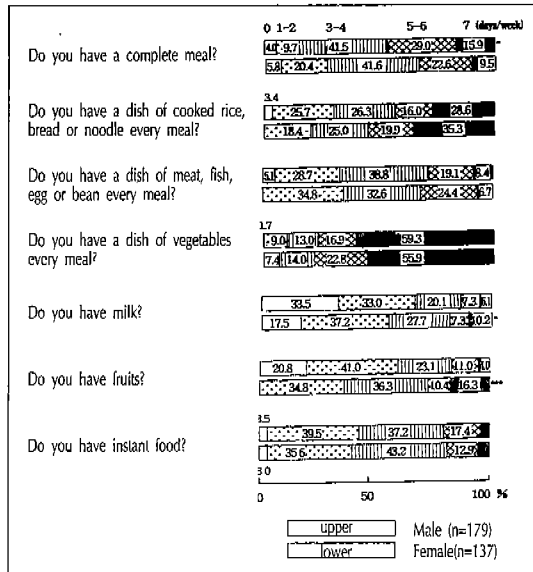 0 1-2 3-4 5-6 7 (days/week)
Do you have a complete meal?
4.0 9.7 41.5 29.0 15.9 *
5.8 20.4 41.6 22.6 9.5
3.4
Do you have a dish of cooked rice,
bread or noodle every meal?
25.7 26.3 16.0 28.6
18.4 25.0 19.9 35.3
Do you have a dish of meat, fish,
egg or bean every meal?
5.1 28.7 38.8 19.1 8.4
34.8 32.6 24.4 6.7
1.7
Do you have a dish of vegetables
every meal?
9.0 13.0 16.9 59.3
7.4 14.0 22.8 55.9
Do you have milk?
33.5 33.0 20.1 7.3 6.1
17.5 37.2 27.7 7.3 *
Do you have fruits?
20.8 41.0 23.1 11.0
34.8 36.3 10.4 16.3 ***
3.5
Do you have instant food?
39.5 37.2 17.4
35.6 43.2 12.9
3.0
0 50 100 %
upper Male (n=179)
lower Female(n=137)